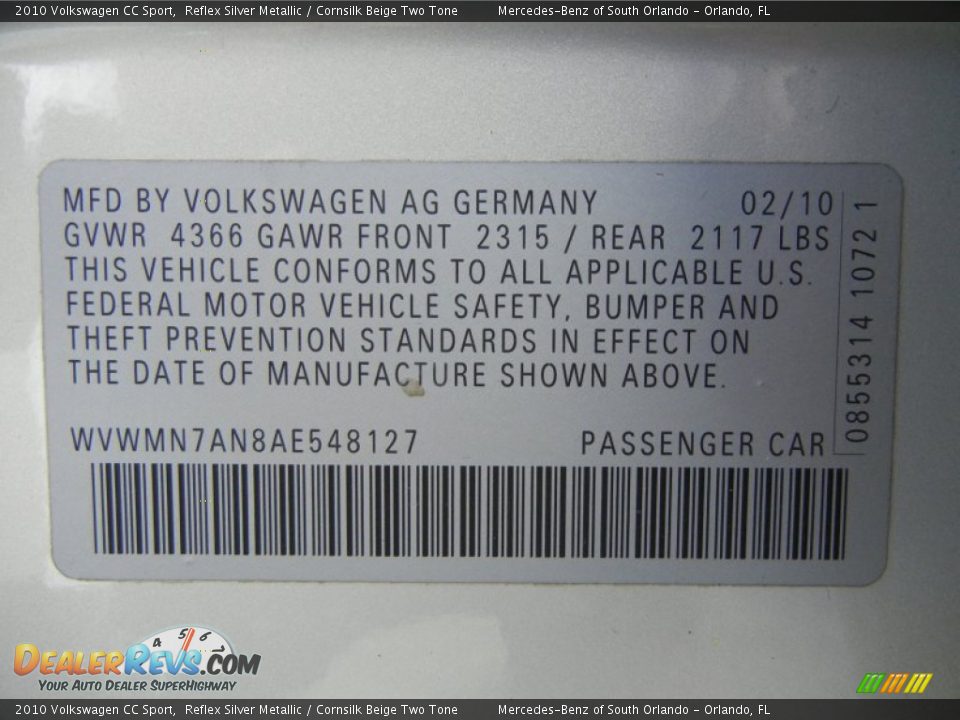 2010 Volkswagen CC Sport, Reflex Silver Metallic / Cornsilk Beige Two Tone Mercedes-Benz of South Orlando - Orlando, FL
MFD BY VOLKSWAGEN AG GERMANY 02/10
GVWR 4366 GAWR FRONT 2315 / REAR 2117 LBS
THIS VEHICLE CONFORMS TO ALL APPLICABLE U.S.
FEDERAL MOTOR VEHICLE SAFETY, BUMPER AND
THEFT PREVENTION STANDARDS IN EFFECT ON
THE DATE OF MANUFACTURE SHOWN ABOVE.
0855314 1072 1
WVWMN7AN8AE548127 PASSENGER CAR
4 5 6
DEALERREVS.COM
YOUR AUTO DEALER SUPERHIGHWAY
2010 Volkswagen CC Sport, Reflex Silver Metallic / Cornsilk Beige Two Tone Mercedes-Benz of South Orlando - Orlando, FL